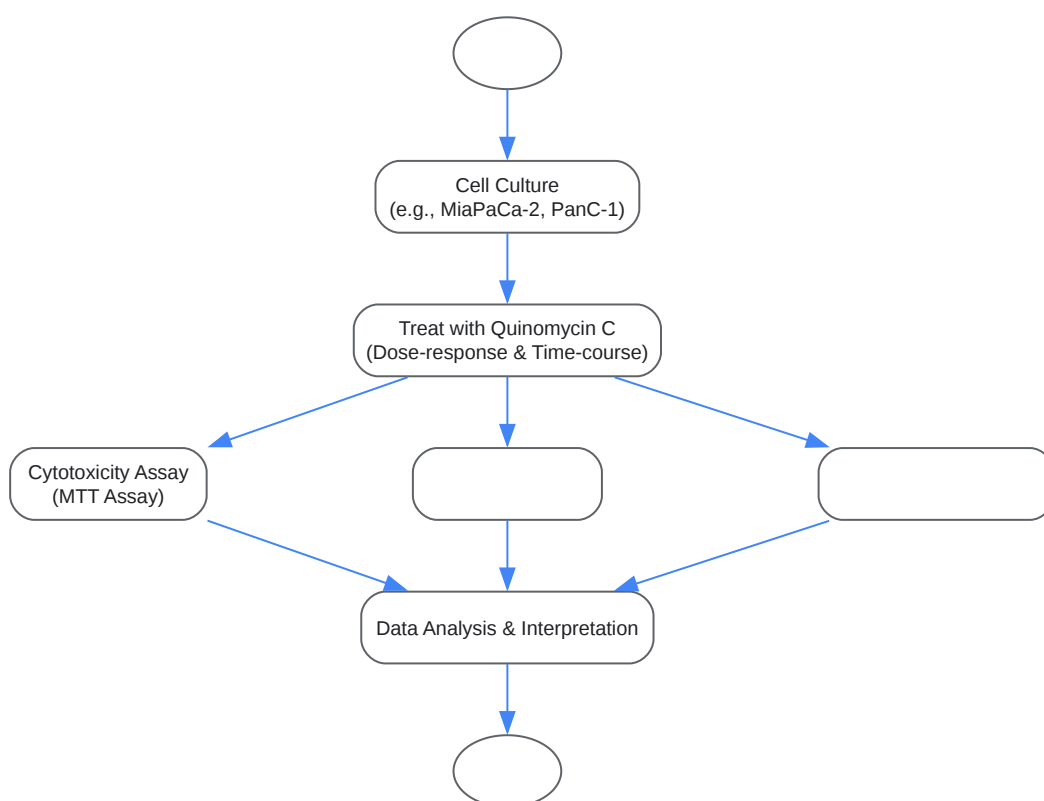 Cell Culture
(e.g., MiaPaCa-2, PanC-1)
Treat with Quinomycin C
(Dose-response & Time-course)
Cytotoxicity Assay
(MTT Assay)
Data Analysis & Interpretation